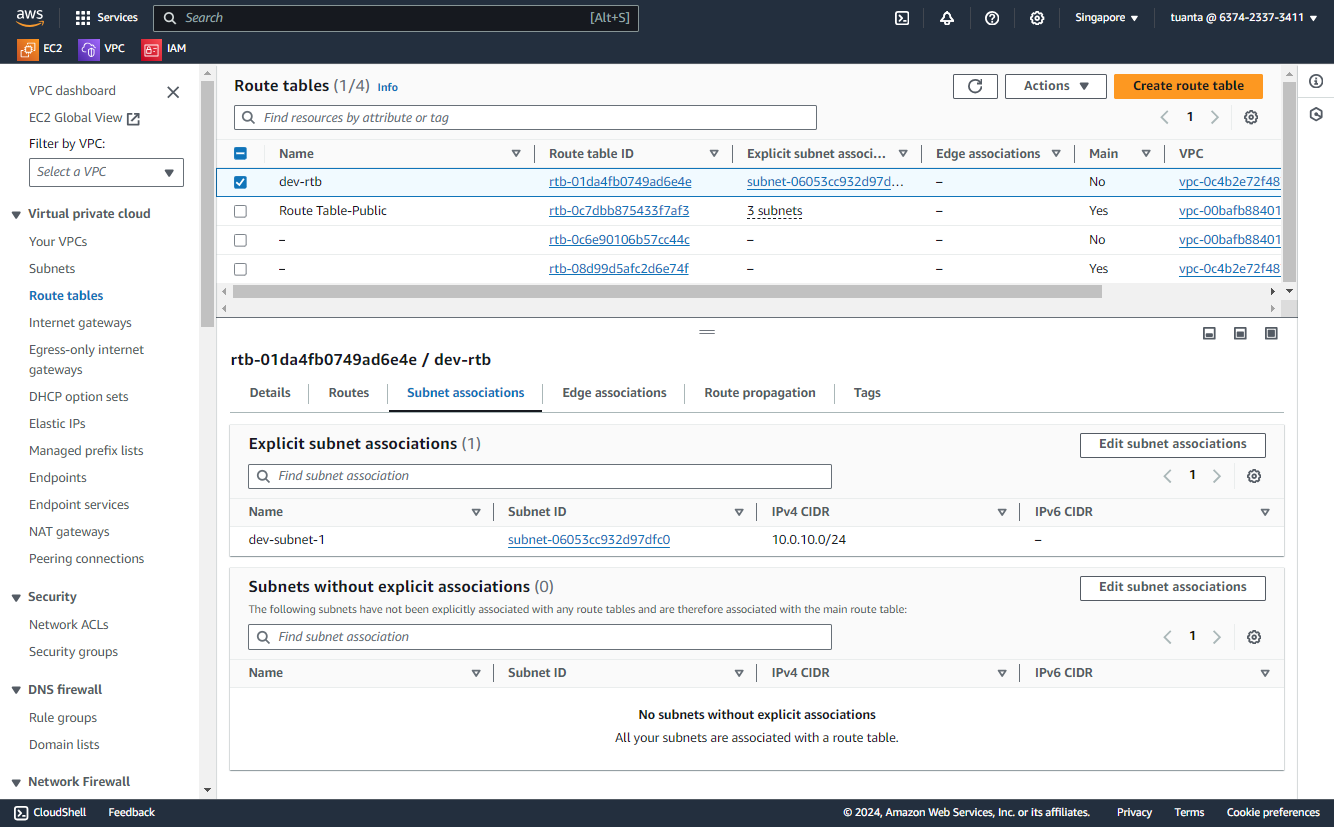 aws Services Search [Alt+S] Singapore tuanta @ 6374-2337-3411
EC2 VPC IAM
VPC dashboard
EC2 Global View
Filter by VPC:
Select a VPC
Virtual private cloud
Your VPCs
Subnets
Route tables
Internet gateways
Egress-only internet
gateways
DHCP option sets
Elastic IPs
Managed prefix lists
Endpoints
Endpoint services
NAT gateways
Peering connections
Security
Network ACLs
Security groups
DNS firewall
Rule groups
Domain lists
Network Firewall
Route tables (1/4) Info Actions Create route table
Find resources by attribute or tag 1
Name Route table ID Explicit subnet associ... Edge associations Main VPC
dev-rtb rtb-01da4fb0749ad6e4e subnet-06053cc932d97d... – No vpc-0c4b2e72f48
Route Table-Public rtb-0c7dbb875433f7af3 3 subnets – Yes vpc-00bafb88401
– rtb-0c6e90106b57cc44c – – No vpc-00bafb88401
– rtb-08d99d5afc2d6e74f – – Yes vpc-0c4b2e72f48
rtb-01da4fb0749ad6e4e / dev-rtb
Details Routes Subnet associations Edge associations Route propagation Tags
Explicit subnet associations (1) Edit subnet associations
Find subnet association 1
Name Subnet ID IPv4 CIDR IPv6 CIDR
dev-subnet-1 subnet-06053cc932d97dfc0 10.0.10.0/24 –
Subnets without explicit associations (0) Edit subnet associations
The following subnets have not been explicitly associated with any route tables and are therefore associated with the main route table:
Find subnet association 1
Name Subnet ID IPv4 CIDR IPv6 CIDR
No subnets without explicit associations
All your subnets are associated with a route table.
CloudShell Feedback © 2024, Amazon Web Services, Inc. or its affiliates. Privacy Terms Cookie preferences